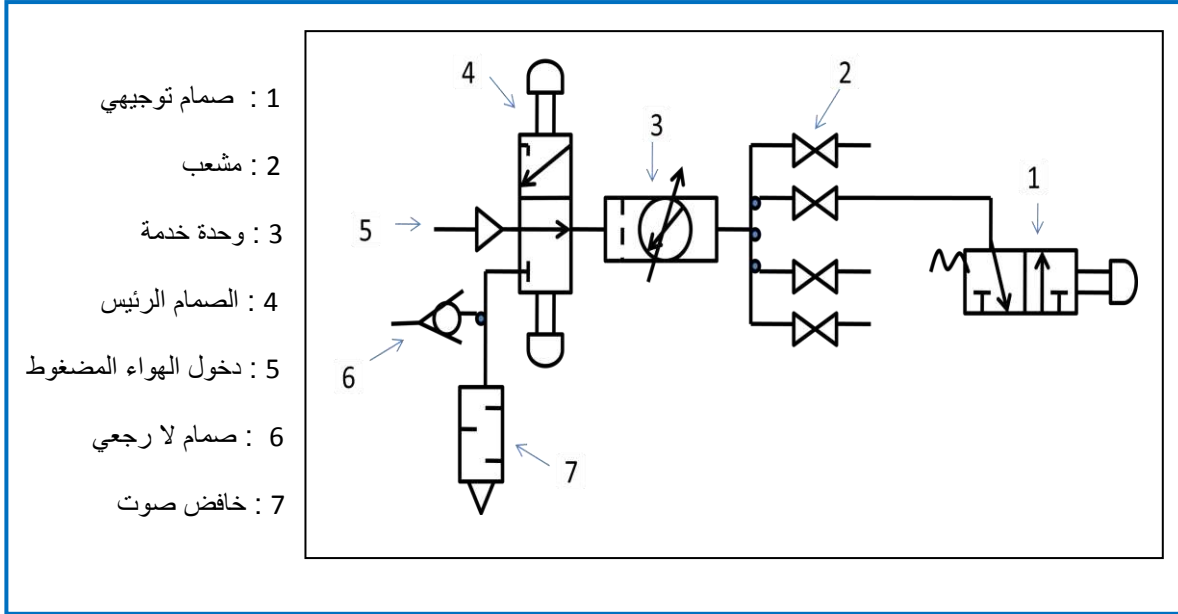 1 : صمام توجيهي
2 : مشعب
3 : وحدة خدمة
4 : الصمام الرئيس
5 : دخول الهواء المضغوط
6 : صمام لا رجعي
7 : خافض صوت
4
2
3
1
5
6
7